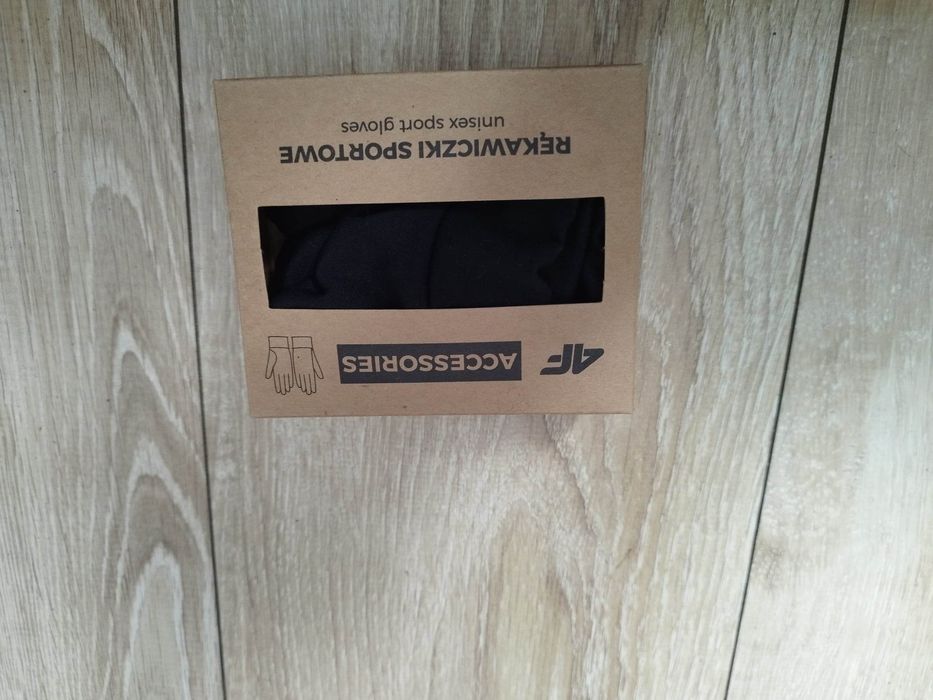 4F ACCESSORIES
RĘKAWICZKI SPORTOWE
unisex sport gloves